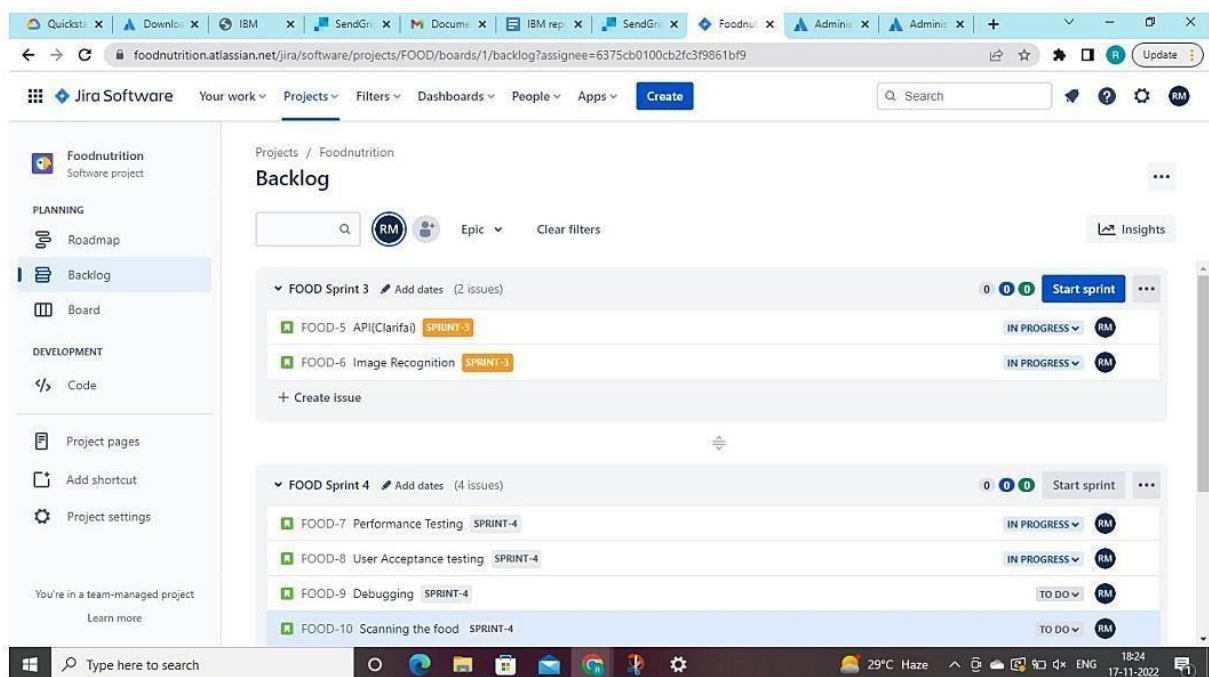 Quicksta
Downloa
IBM
SendGri
Docume
IBM rep
SendGri
Foodnut
Adminis
Adminis
foodnutrition.atlassian.net/jira/software/projects/FOOD/boards/1/backlog?assignee=6375cb0100cb2fc3f9861bf9
R
Update
Jira Software Your work Projects Filters Dashboards People Apps Create Search RM
Foodnutrition
Software project
PLANNING
Roadmap
Backlog
Board
DEVELOPMENT
Code
Project pages
Add shortcut
Project settings
You're in a team-managed project
Learn more
Projects / Foodnutrition
Backlog
RM Epic Clear filters Insights
FOOD Sprint 3 Add dates (2 issues) 0 0 0 Start sprint
FOOD-5 API(Clarifai) SPRINT-3 IN PROGRESS RM
FOOD-6 Image Recognition SPRINT-3 IN PROGRESS RM
+ Create issue
FOOD Sprint 4 Add dates (4 issues) 0 0 0 Start sprint
FOOD-7 Performance Testing SPRINT-4 IN PROGRESS RM
FOOD-8 User Acceptance testing SPRINT-4 IN PROGRESS RM
FOOD-9 Debugging SPRINT-4 TO DO RM
FOOD-10 Scanning the food SPRINT-4 TO DO RM
Type here to search 29°C Haze ENG 18:24
17-11-2022